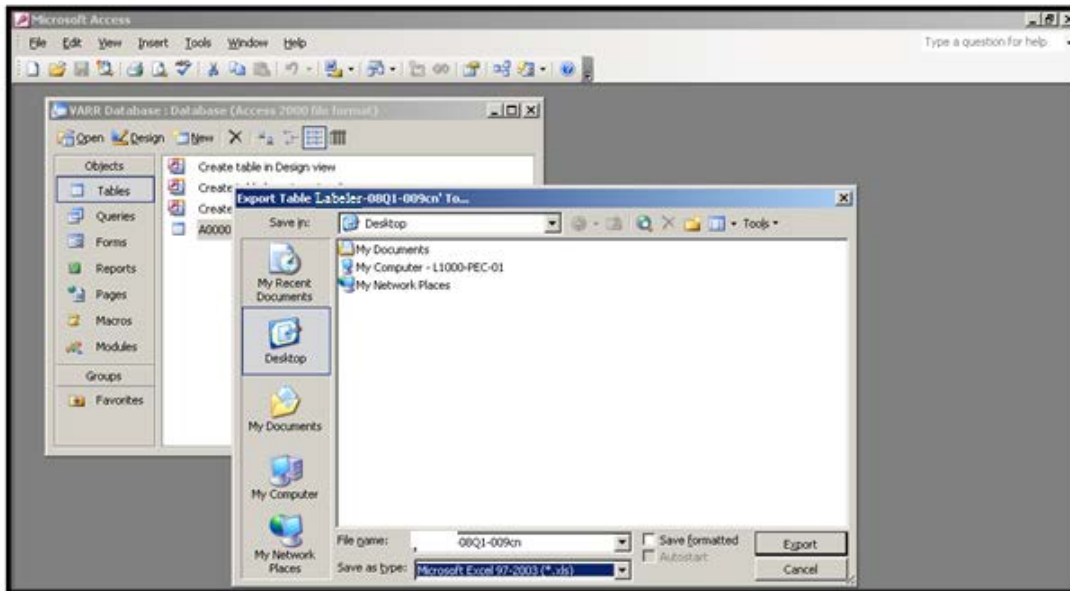 Microsoft Access
File Edit View Insert Tools Window Help
Type a question for help
VARR Database : Database (Access 2000 file format)
Open Design New
Objects
Tables
Queries
Forms
Reports
Pages
Macros
Modules
Groups
Favorites
Create table in Design view
Create
Create
A0000
Export Table Labeler-08Q1-009cn' To...
Save in: Desktop
Tools
My Recent Documents
Desktop
My Documents
My Computer
My Network Places
My Documents
My Computer - L1000-PEC-01
My Network Places
File name: -08Q1-009cn
Save as type: Microsoft Excel 97-2003 (*.xls)
Save formatted
Autostart
Export
Cancel